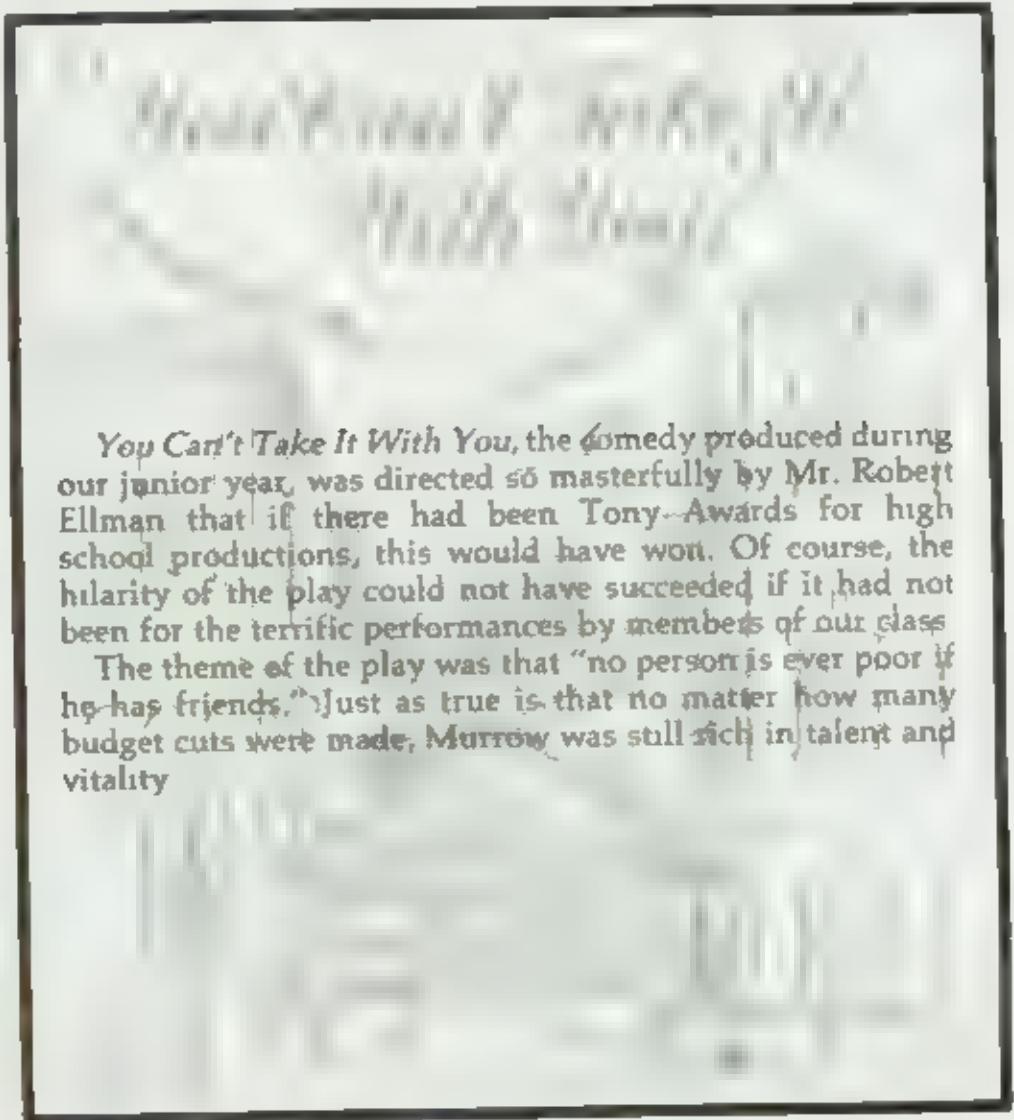 You Can't Take It With You, the comedy produced during
our junior year, was directed so masterfully by Mr. Robert
Ellman that if there had been Tony Awards for high
school productions, this would have won. Of course, the
hilarity of the play could not have succeeded if it had not
been for the terrific performances by members of our class
The theme of the play was that “no person is ever poor if
he has friends.” Just as true is that no matter how many
budget cuts were made, Murrow was still rich in talent and
vitality